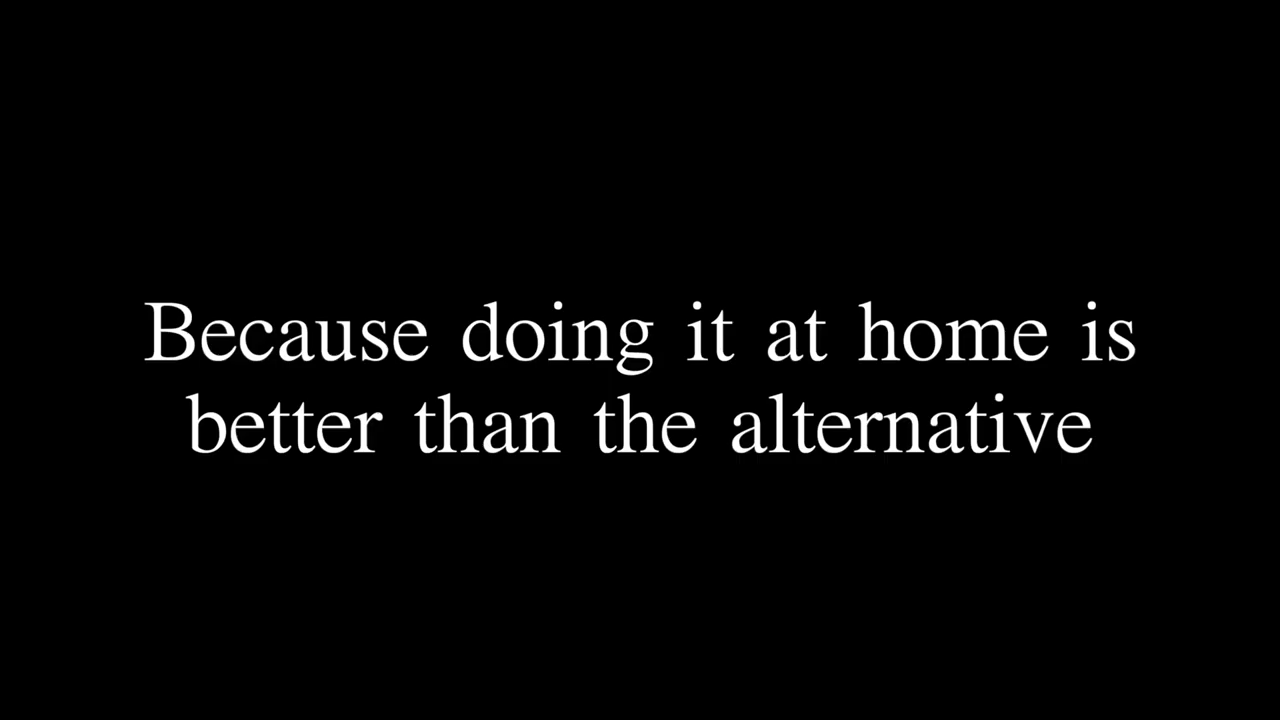 Because doing it at home is
better than the alternative